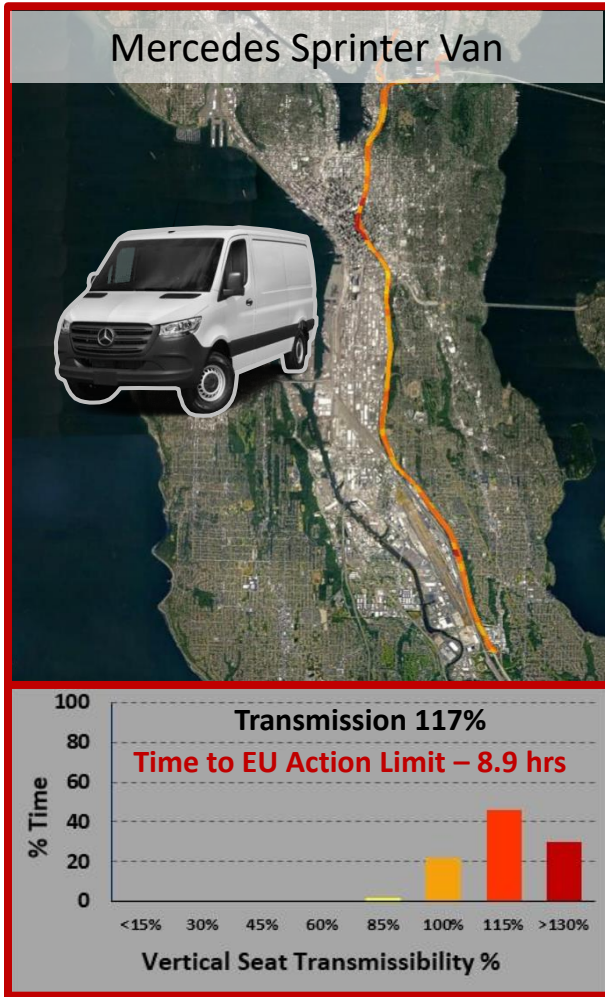 Mercedes Sprinter Van
Transmission 117%
Time to EU Action Limit – 8.9 hrs
% Time
100
80
60
40
20
0
<15% 30% 45% 60% 85% 100% 115% >130%
Vertical Seat Transmissibility %